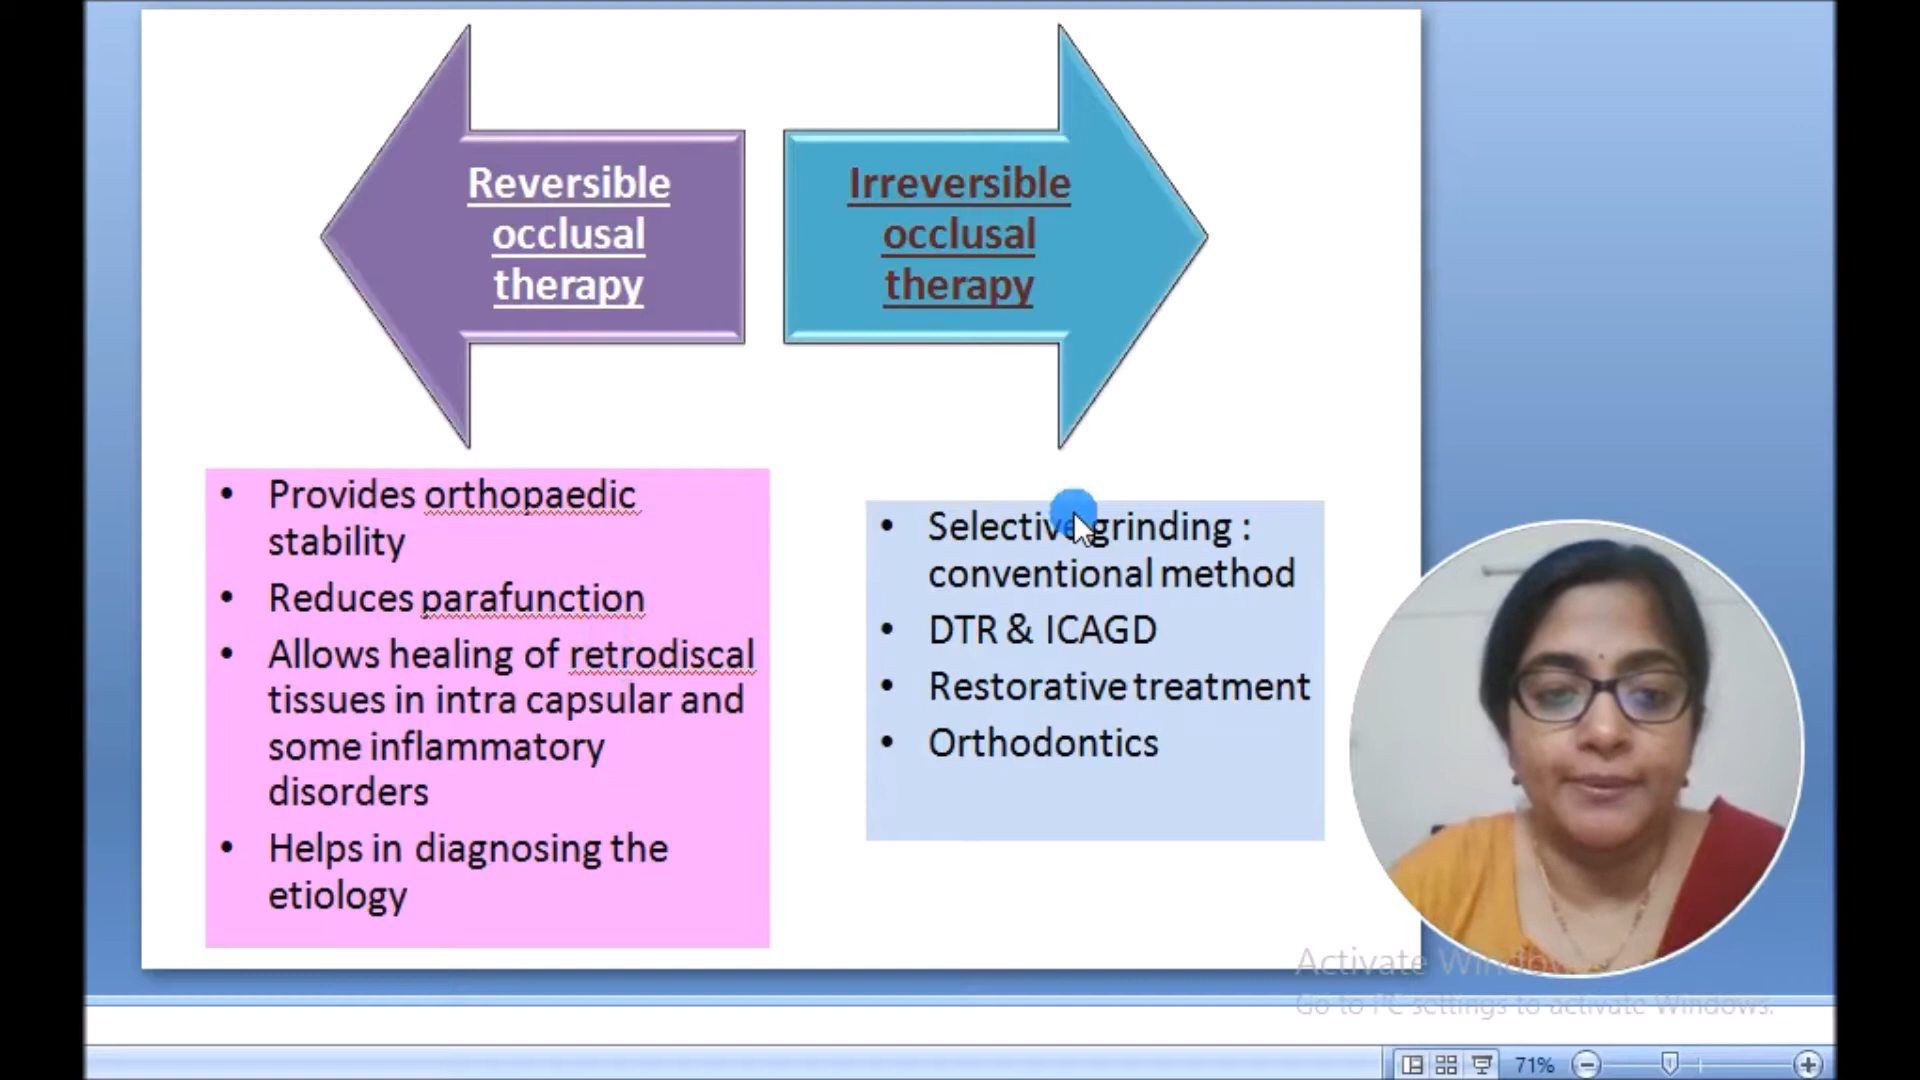 Reversible
occlusal
therapy
Irreversible
occlusal
therapy
• Provides orthopaedic
stability
• Reduces parafunction
• Allows healing of retrodiscal
tissues in intra capsular and
some inflammatory
disorders
• Helps in diagnosing the
etiology
• Selective grinding :
conventional method
• DTR & ICAGD
• Restorative treatment
• Orthodontics
Activate Windows
Go to PC settings to activate Windows.
71%